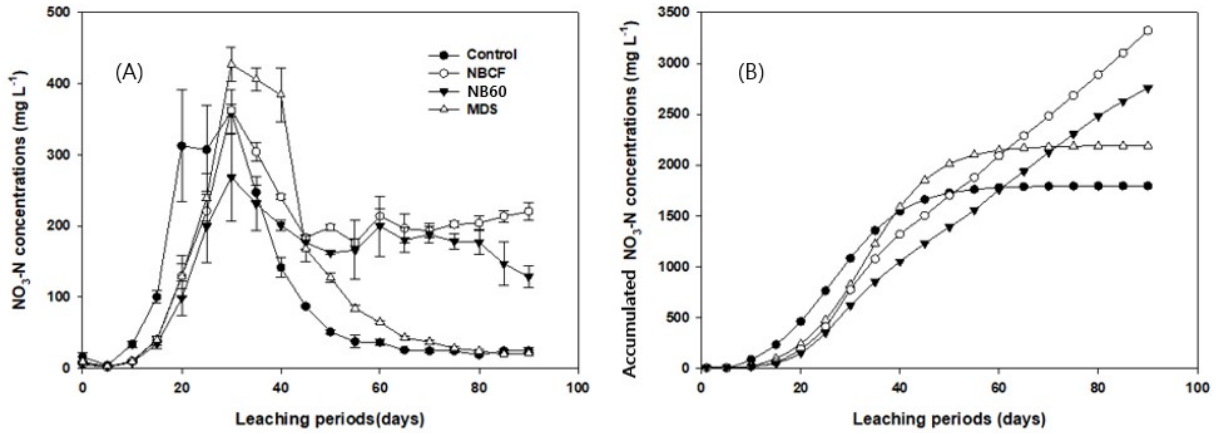 (A)
Control
NBCF
NB60
MDS
NO₃-N concentrations (mg L⁻¹)
500
400
300
200
100
0
0 20 40 60 80 100
Leaching periods(days)
(B)
Accumulated NO₃-N concentrations (mg L⁻¹)
3500
3000
2500
2000
1500
1000
500
0
0 20 40 60 80 100
Leaching periods (days)